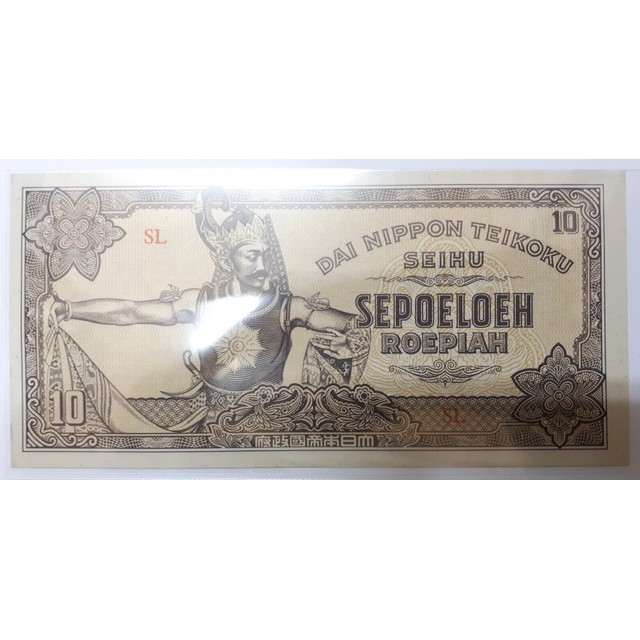 SL
10
DAI NIPPON TEIKOKU
SEIHU
SEPOELOEH
ROEPIAH
10
SL
府政國帝本日大